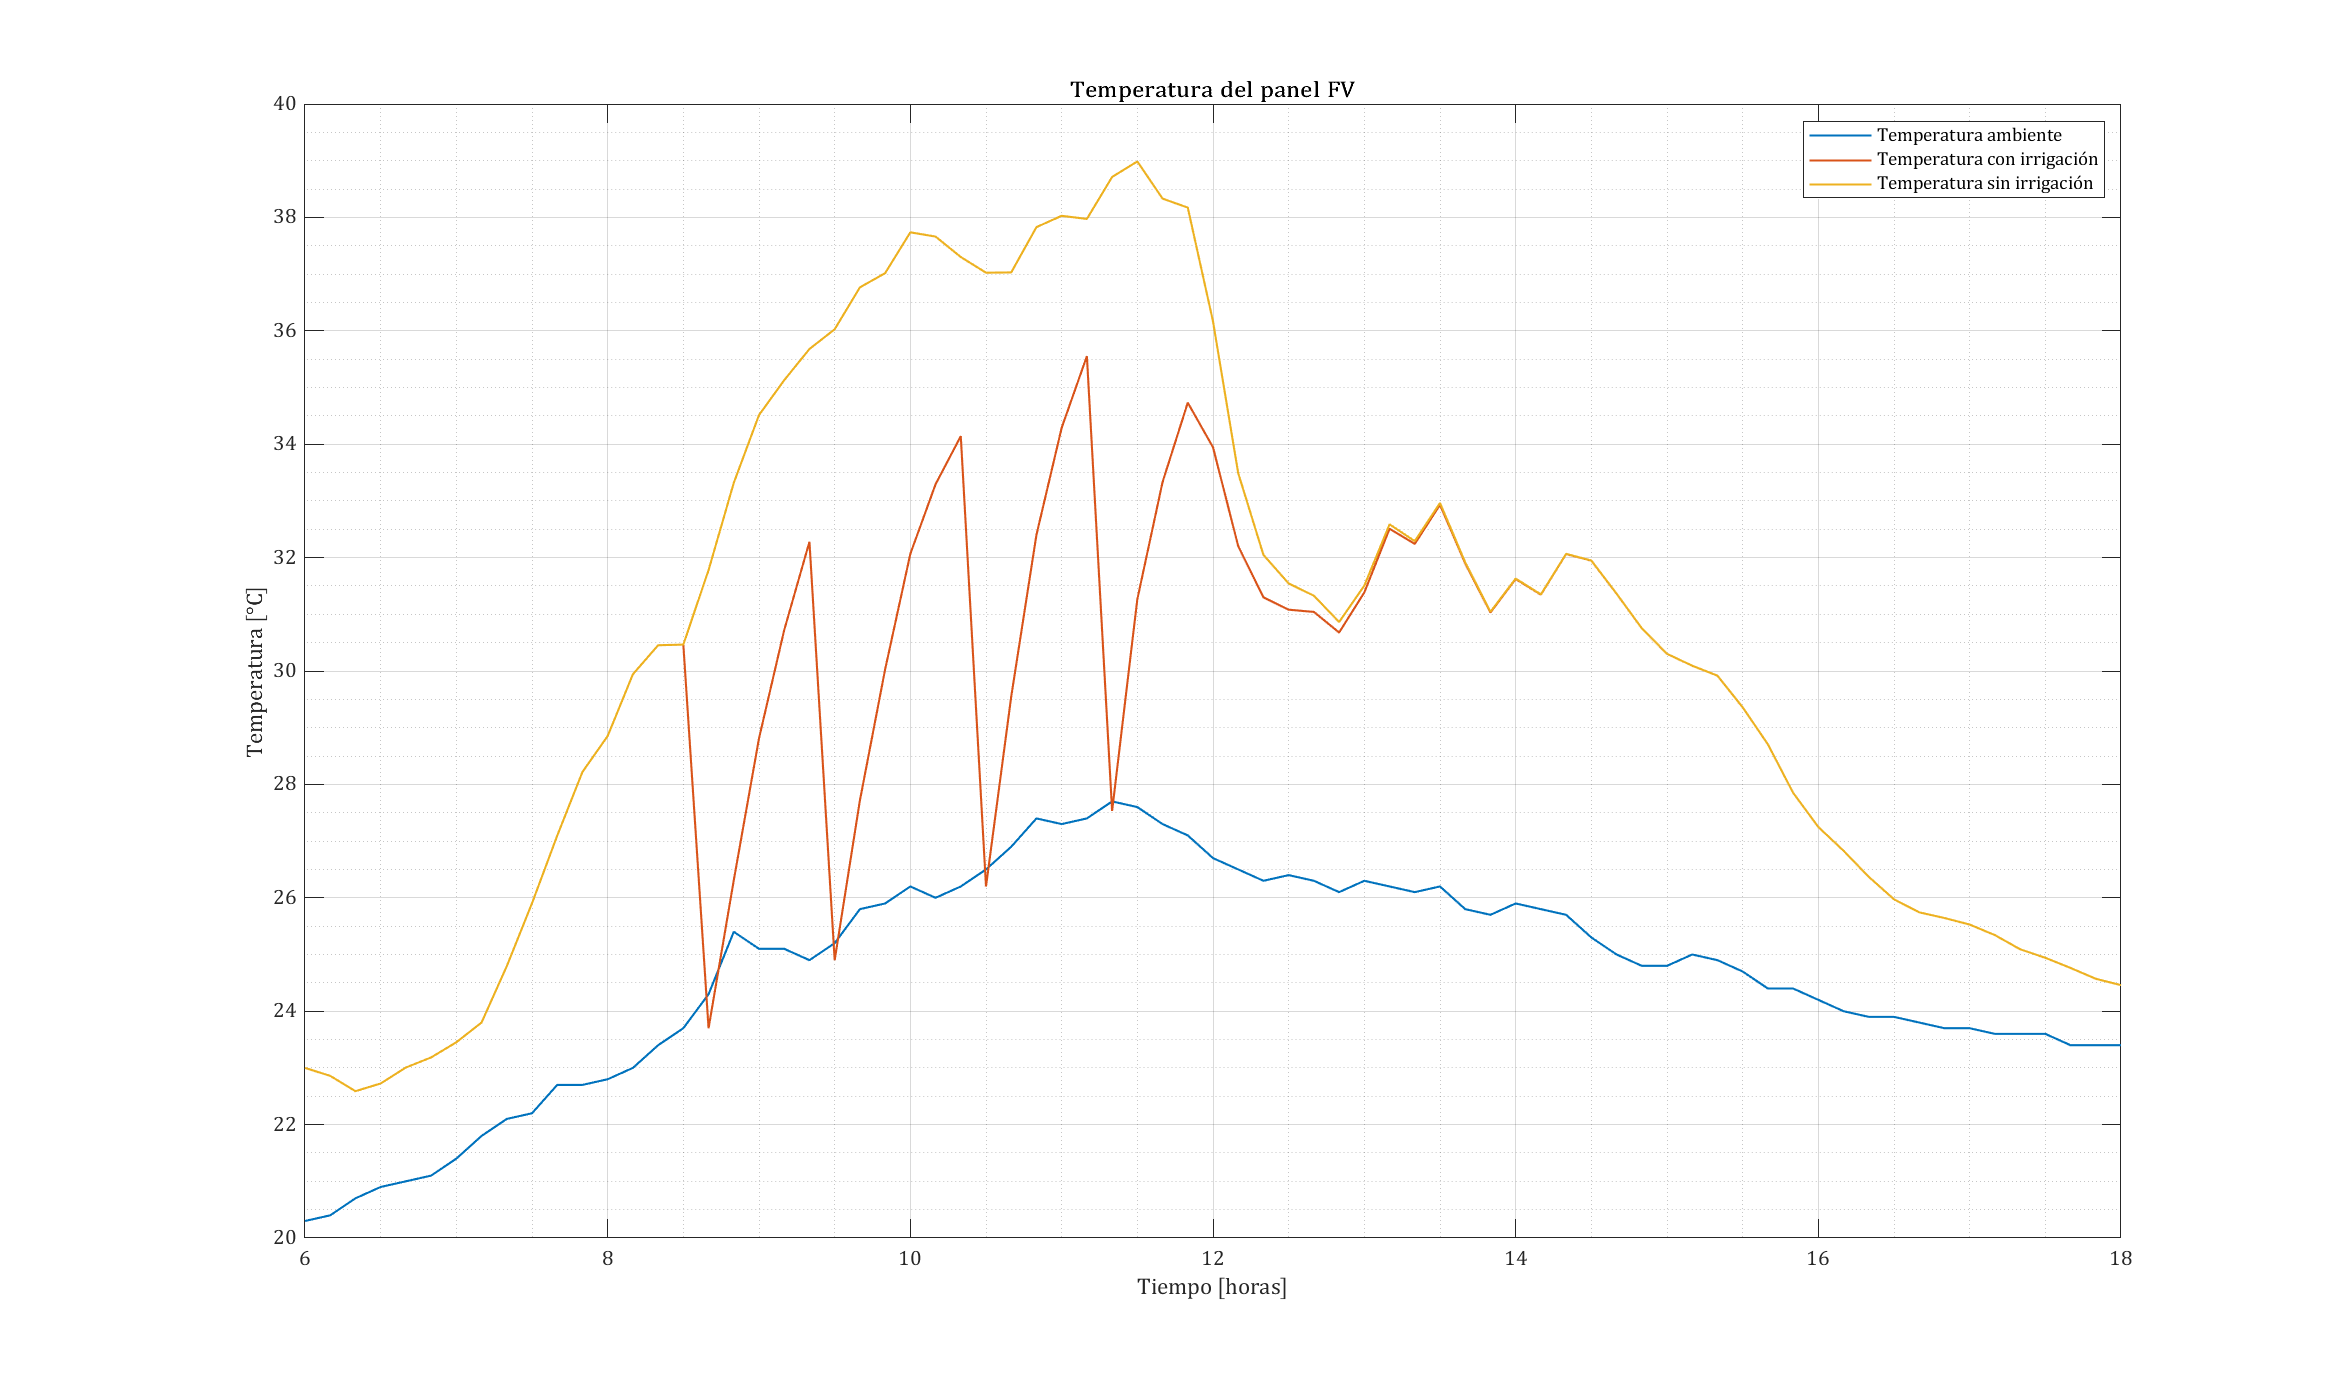 Temperatura del panel FV
Temperatura ambiente
Temperatura con irrigación
Temperatura sin irrigación
Temperatura [°C]
40
38
36
34
32
30
28
26
24
22
20
6 8 10 12 14 16 18
Tiempo [horas]